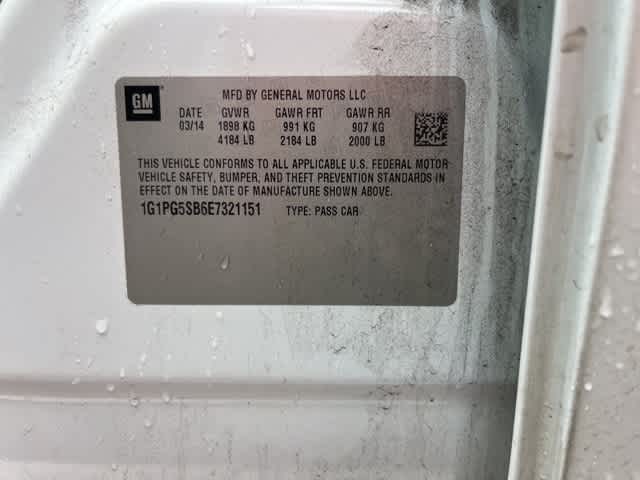 GM
MFD BY GENERAL MOTORS LLC
DATE GVWR GAWR FRT GAWR RR
03/14 1898 KG 991 KG 907 KG
4184 LB 2184 LB 2000 LB
THIS VEHICLE CONFORMS TO ALL APPLICABLE U.S. FEDERAL MOTOR
VEHICLE SAFETY, BUMPER, AND THEFT PREVENTION STANDARDS IN
EFFECT ON THE DATE OF MANUFACTURE SHOWN ABOVE.
1G1PG5SB6E7321151 TYPE: PASS CAR